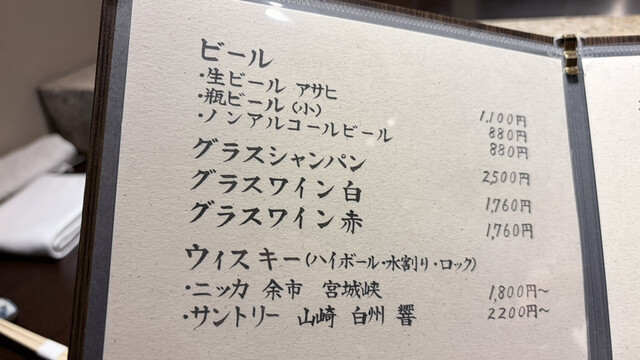 ビール
・生ビール アサヒ 1,100円
・瓶ビール(小) 880円
・ノンアルコールビール 880円
グラスシャンパン 2,500円
グラスワイン 白 1,760円
グラスワイン 赤 1,760円
ウィスキー(ハイボール・水割り・ロック)
・ニッカ 余市 宮城峡 1,800円〜
・サントリー 山崎 白州 響 2200円〜